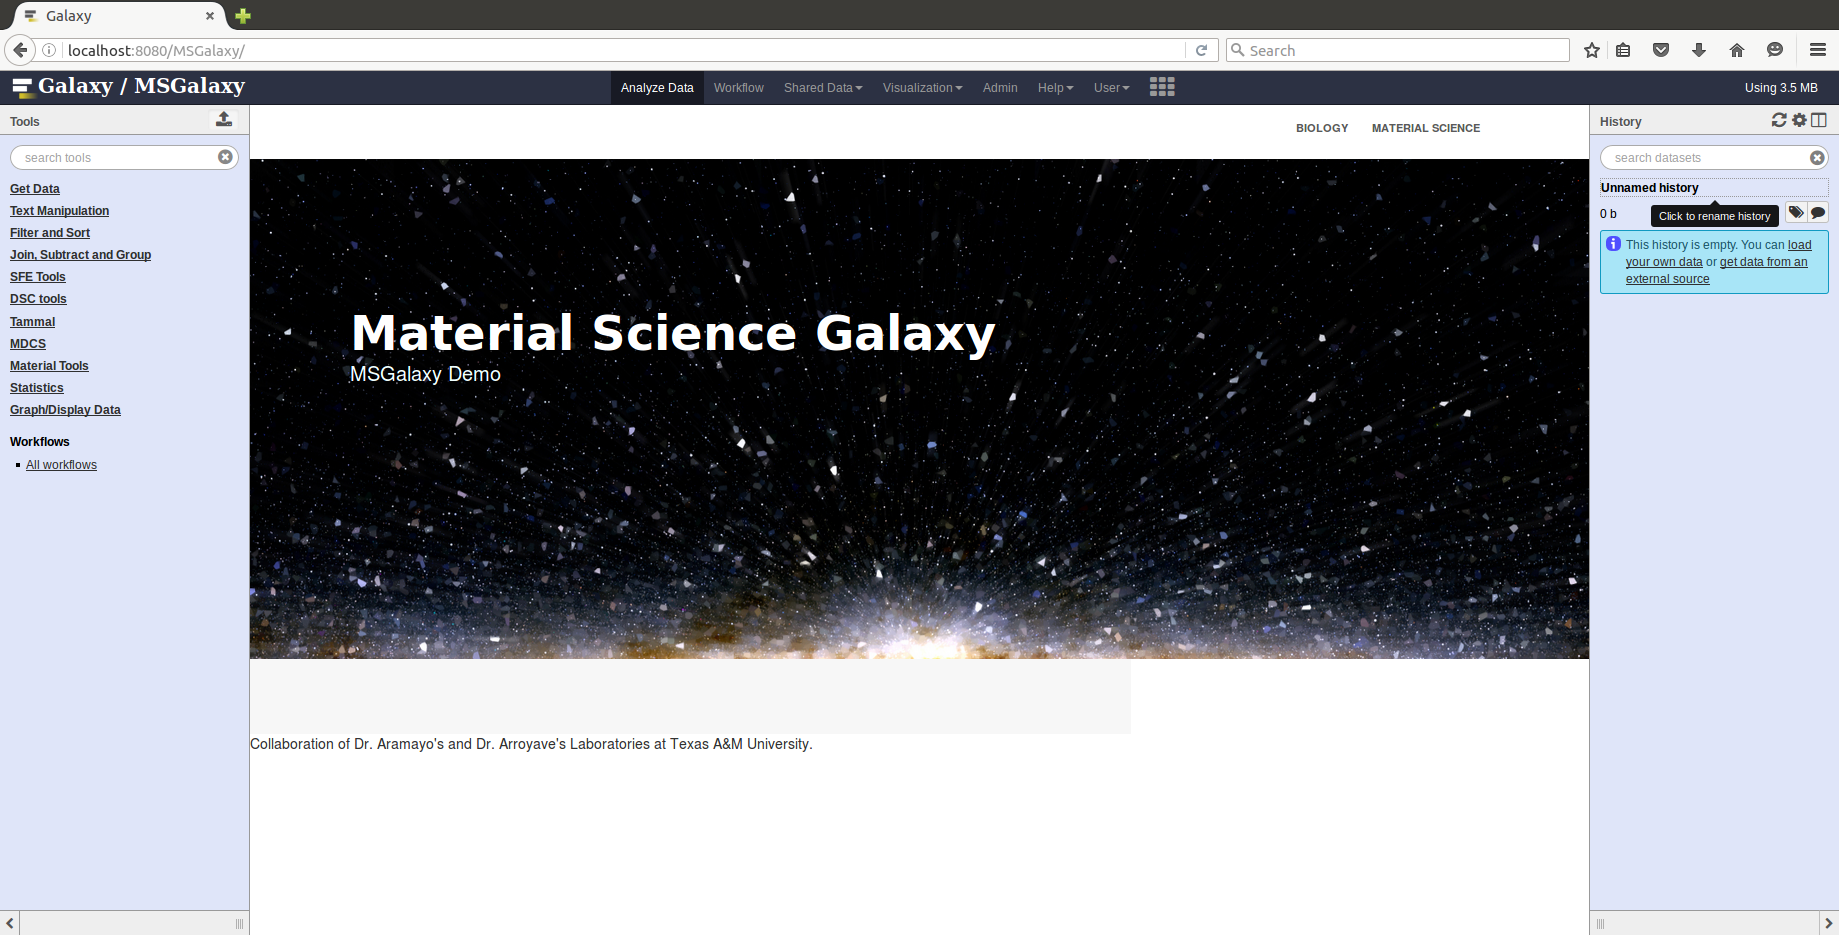 Galaxy
localhost:8080/MSGalaxy/
Search
Galaxy / MSGalaxy
Analyze Data
Workflow
Shared Data
Visualization
Admin
Help
User
Using 3.5 MB
Tools
search tools
Get Data
Text Manipulation
Filter and Sort
Join, Subtract and Group
SFE Tools
DSC tools
Tammal
MDCS
Material Tools
Statistics
Graph/Display Data
Workflows
All workflows
BIOLOGY
MATERIAL SCIENCE
Material Science Galaxy
MSGalaxy Demo
Collaboration of Dr. Aramayo's and Dr. Arroyave's Laboratories at Texas A&M University.
History
search datasets
Unnamed history
0 b
Click to rename history
This history is empty. You can load
your own data or get data from an
external source